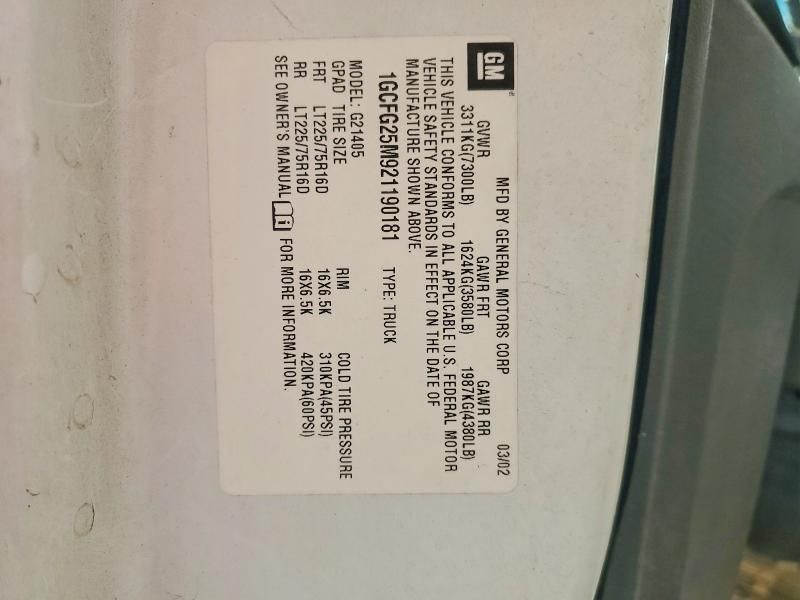 GM
MFD BY GENERAL MOTORS CORP 03/02
GVWR GAWR FRT GAWR RR
3311KG(7300LB) 1624KG(3580LB) 1987KG(4380LB)
THIS VEHICLE CONFORMS TO ALL APPLICABLE U.S. FEDERAL MOTOR
VEHICLE SAFETY STANDARDS IN EFFECT ON THE DATE OF
MANUFACTURE SHOWN ABOVE.
1GCFG25M921190181 TYPE: TRUCK
MODEL: G21405
GPAD TIRE SIZE RIM COLD TIRE PRESSURE
FRT LT225/75R16D 16X6.5K 310KPA(45PSI)
RR LT225/75R16D 16X6.5K 420KPA(60PSI)
SEE OWNER'S MANUAL FOR MORE INFORMATION.